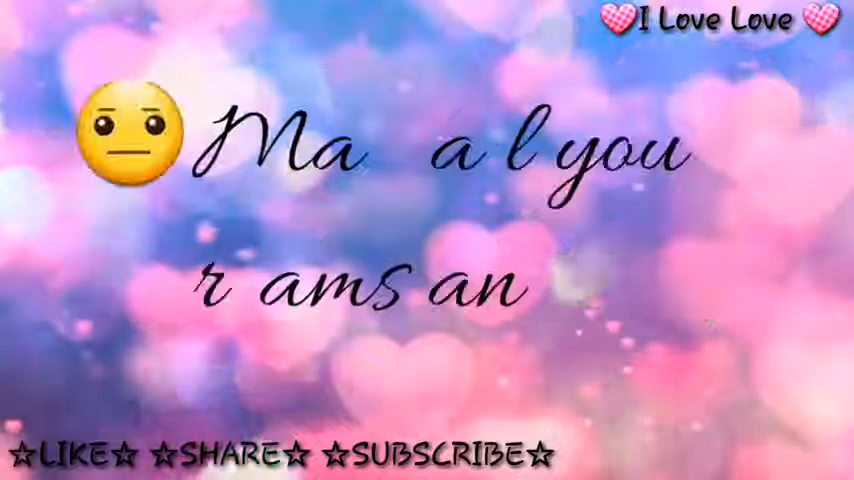 I Love Love
Ma a l you
r ams an
☆LIKE☆ ☆SHARE☆ ☆SUBSCRIBE☆